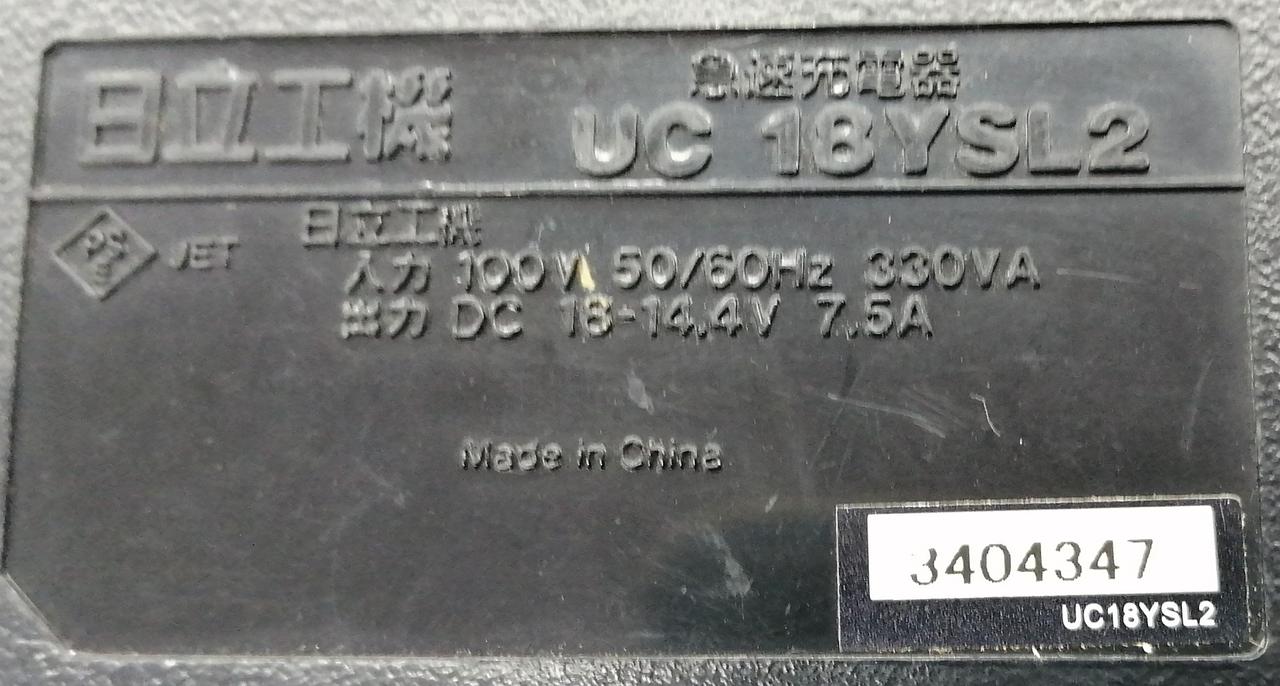 日立工機
急速充電器
UC 18YSL2
PS
E
JET
日立工機
入力 100V 50/60Hz 330VA
出力 DC 18-14.4V 7.5A
Made in China
3404347
UC18YSL2